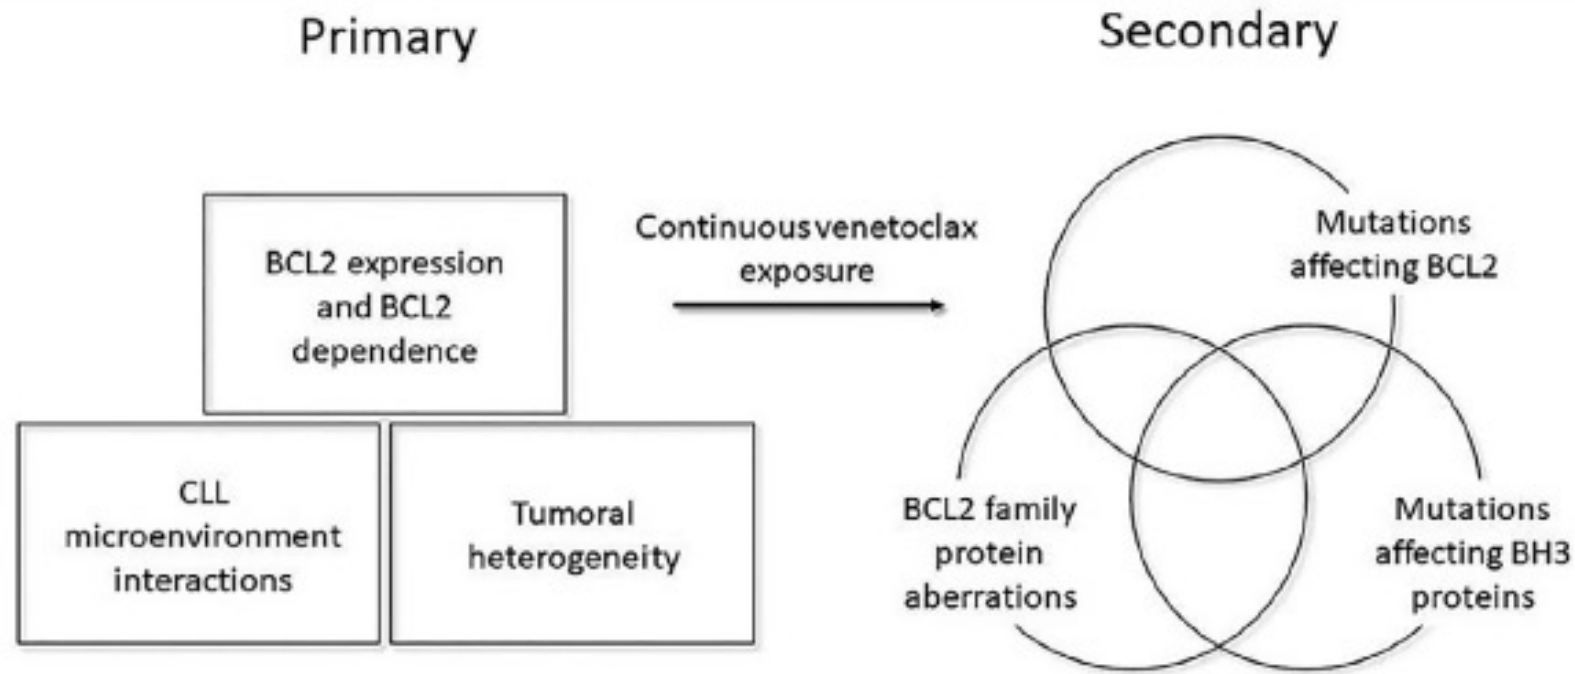 Primary
Secondary
BCL2 expression
and BCL2
dependence
CLL
microenvironment
interactions
Tumoral
heterogeneity
Continuous venetoclax
exposure
Mutations
affecting BCL2
BCL2 family
protein
aberrations
Mutations
affecting BH3
proteins